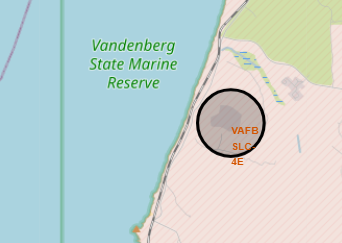 Vandenberg
State Marine
Reserve
VAFB
SLC-
4E